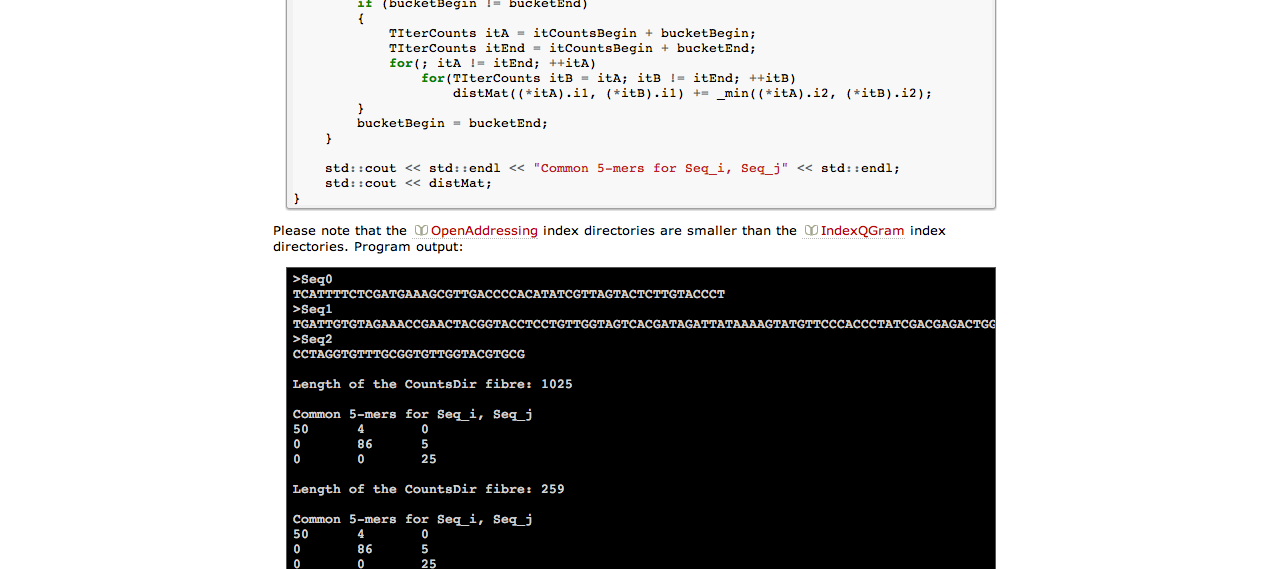 if (bucketBegin != bucketEnd)
{
TIterCounts itA = itCountsBegin + bucketBegin;
TIterCounts itEnd = itCountsBegin + bucketEnd;
for(; itA != itEnd; ++itA)
for(TIterCounts itB = itA; itB != itEnd; ++itB)
distMat((*itA).i1, (*itB).i1) += _min((*itA).i2, (*itB).i2);
}
bucketBegin = bucketEnd;
}
std::cout << std::endl << "Common 5-mers for Seq_i, Seq_j" << std::endl;
std::cout << distMat;
}
Please note that the OpenAddressing index directories are smaller than the IndexQGram index
directories. Program output:
>Seq0
TCATTTTCTCGATGAAAGCGTTGACCCCACATATCGTTAGTACTCTTGTACCCT
>Seq1
TGATTGTGTAGAAACCGAACTACGGTACCTCCTGTTGGTAGTCACGATAGATTATAAAAGTATGTTCCCACCCTATCGACGAGACTGG
>Seq2
CCTAGGTGTTTGCGGTGTTGGTACGTGCG
Length of the CountsDir fibre: 1025
Common 5-mers for Seq_i, Seq_j
50 4 0
0 86 5
0 0 25
Length of the CountsDir fibre: 259
Common 5-mers for Seq_i, Seq_j
50 4 0
0 86 5
0 0 25